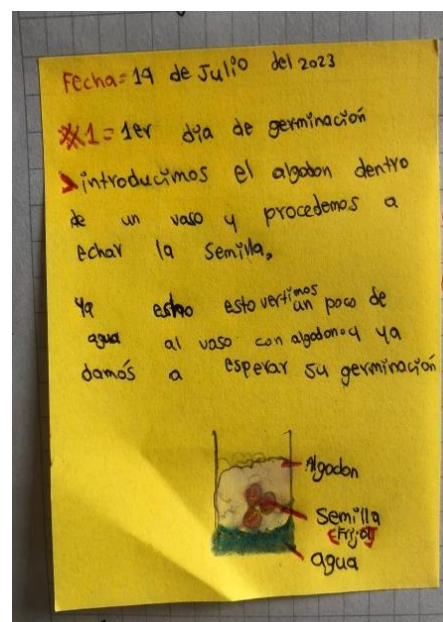 Fecha= 19 de Julio del 2023
※1= 1er dia de germinación
>introducimos el algodon dentro
de un vaso y procedemos a
echar la semilla.
ya esto vertimos un poco de
agua al vaso con algodon y ya
damos a esperar su germinación
Algodon
Semilla
(Frijol)
agua